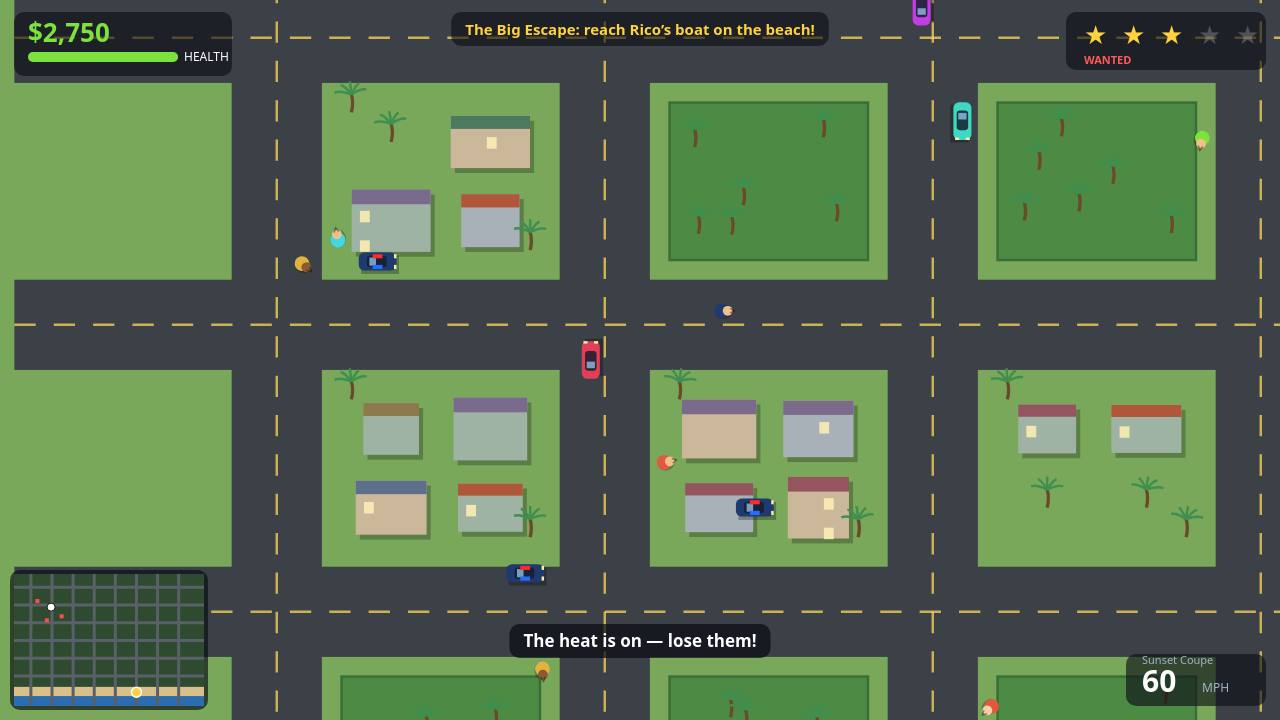 $2,750
HEALTH
The Big Escape: reach Rico’s boat on the beach!
WANTED
The heat is on — lose them!
Sunset Coupe
60 MPH